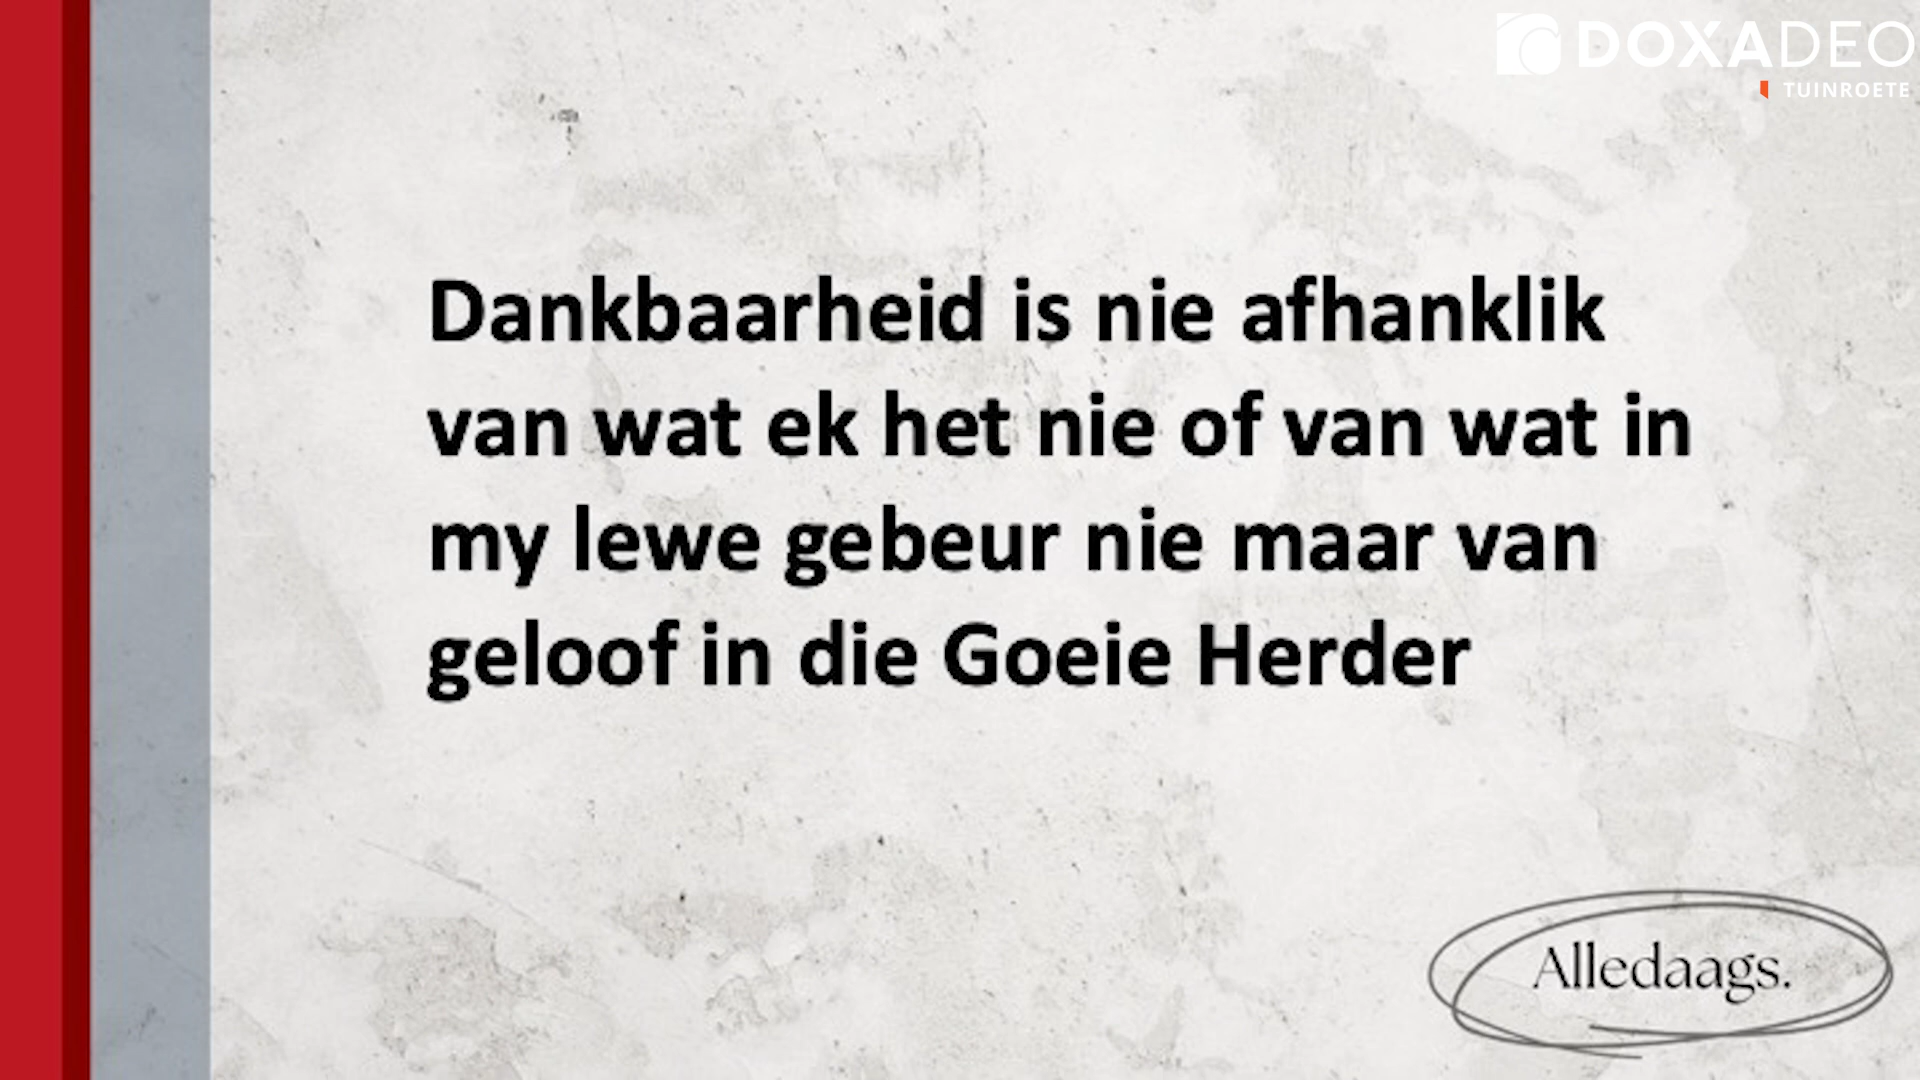 DOXADEO
TUINROETE
Dankbaarheid is nie afhanklik
van wat ek het nie of van wat in
my lewe gebeur nie maar van
geloof in die Goeie Herder
Alledaags.